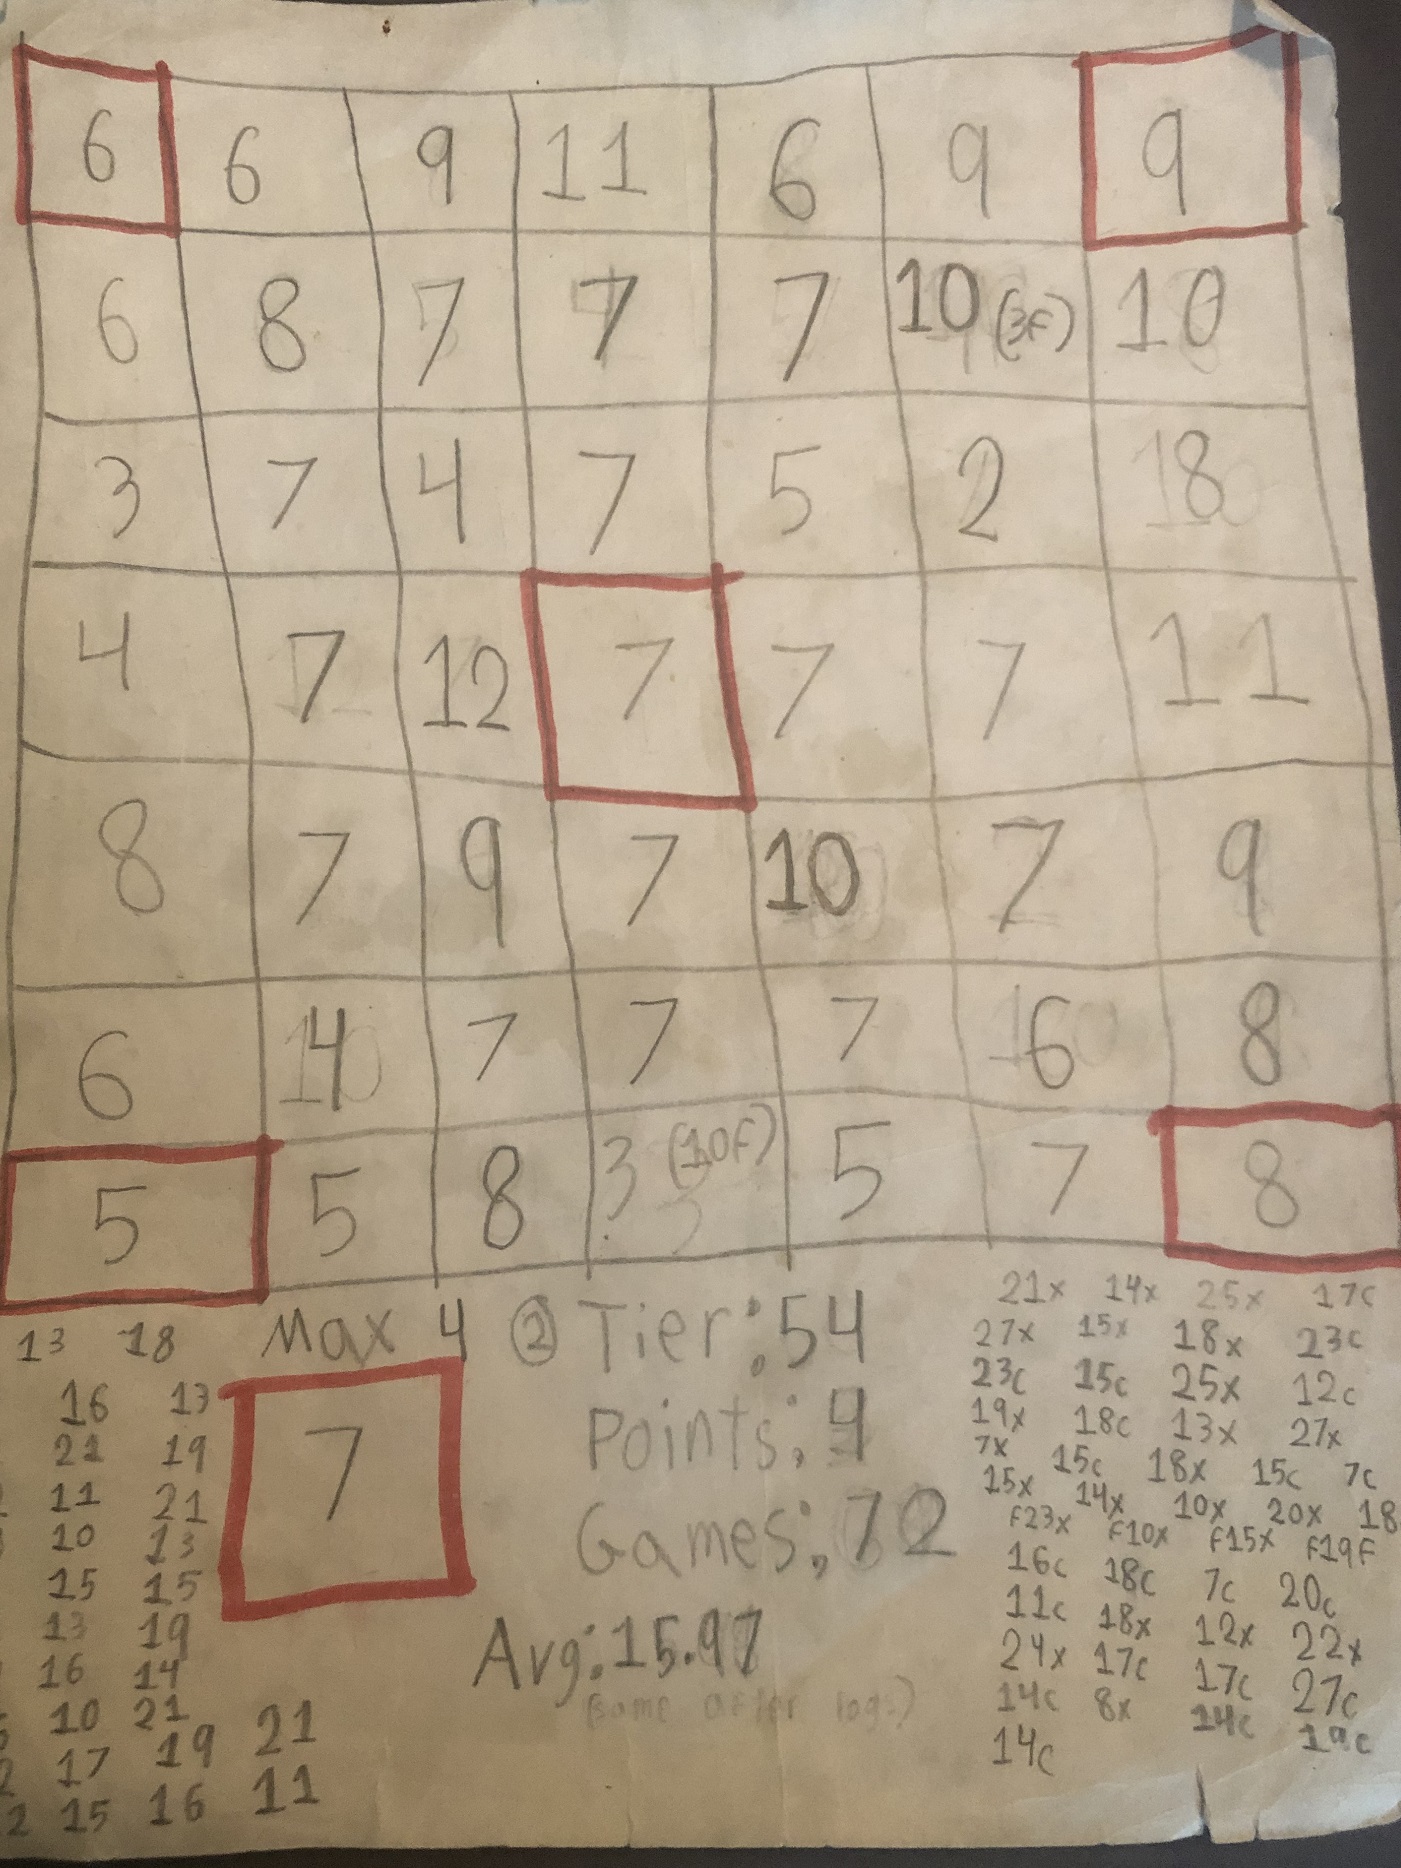 6 6 9 11 6 9 9
6 8 7 7 7 10 (3F) 10
3 7 4 7 5 2 18
4 7 12 7 7 7 11
8 7 9 7 10 7 9
6 14 7 7 7 6 8
5 5 8 3 (10F) 5 7 8
Max 4 ② Tier: 54
7
Points: 4
Games: 72
Avg: 15.97
(same after logs)
13 18
16 13
21 19
11 21
10 13
15 15
13 19
16 14
10 21
17 19 21
2 15 16 11
21x 14x 25x 17c
27x 15x 18x 23c
23c 15c 25x 12c
19x 18c 13x 27x
7x 15c 18x 15c 7c
15x 14x 10x 20x 18
F23x F10x F15x F19F
16c 18c 7c 20c
11c 18x 12x 22x
24x 17c 17c 27c
14c 8x 14c 19c
14c